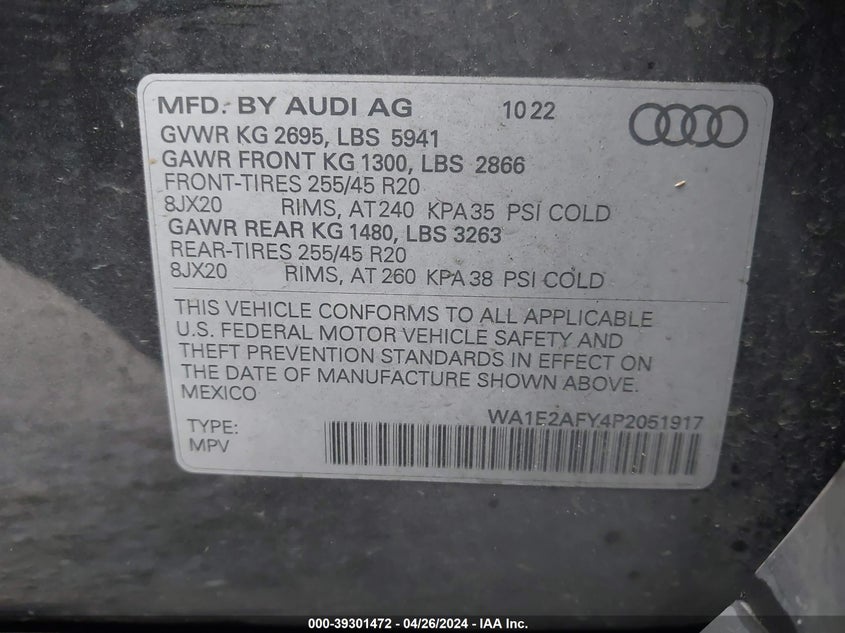 MFD. BY AUDI AG 10 22
GVWR KG 2695, LBS 5941
GAWR FRONT KG 1300, LBS 2866
FRONT-TIRES 255/45 R20
8JX20 RIMS, AT 240 KPA 35 PSI COLD
GAWR REAR KG 1480, LBS 3263
REAR-TIRES 255/45 R20
8JX20 RIMS, AT 260 KPA 38 PSI COLD
THIS VEHICLE CONFORMS TO ALL APPLICABLE
U.S. FEDERAL MOTOR VEHICLE SAFETY AND
THEFT PREVENTION STANDARDS IN EFFECT ON
THE DATE OF MANUFACTURE SHOWN ABOVE.
MEXICO
WA1E2AFY4P2051917
TYPE:
MPV
000-39301472 - 04/26/2024 - IAA Inc.